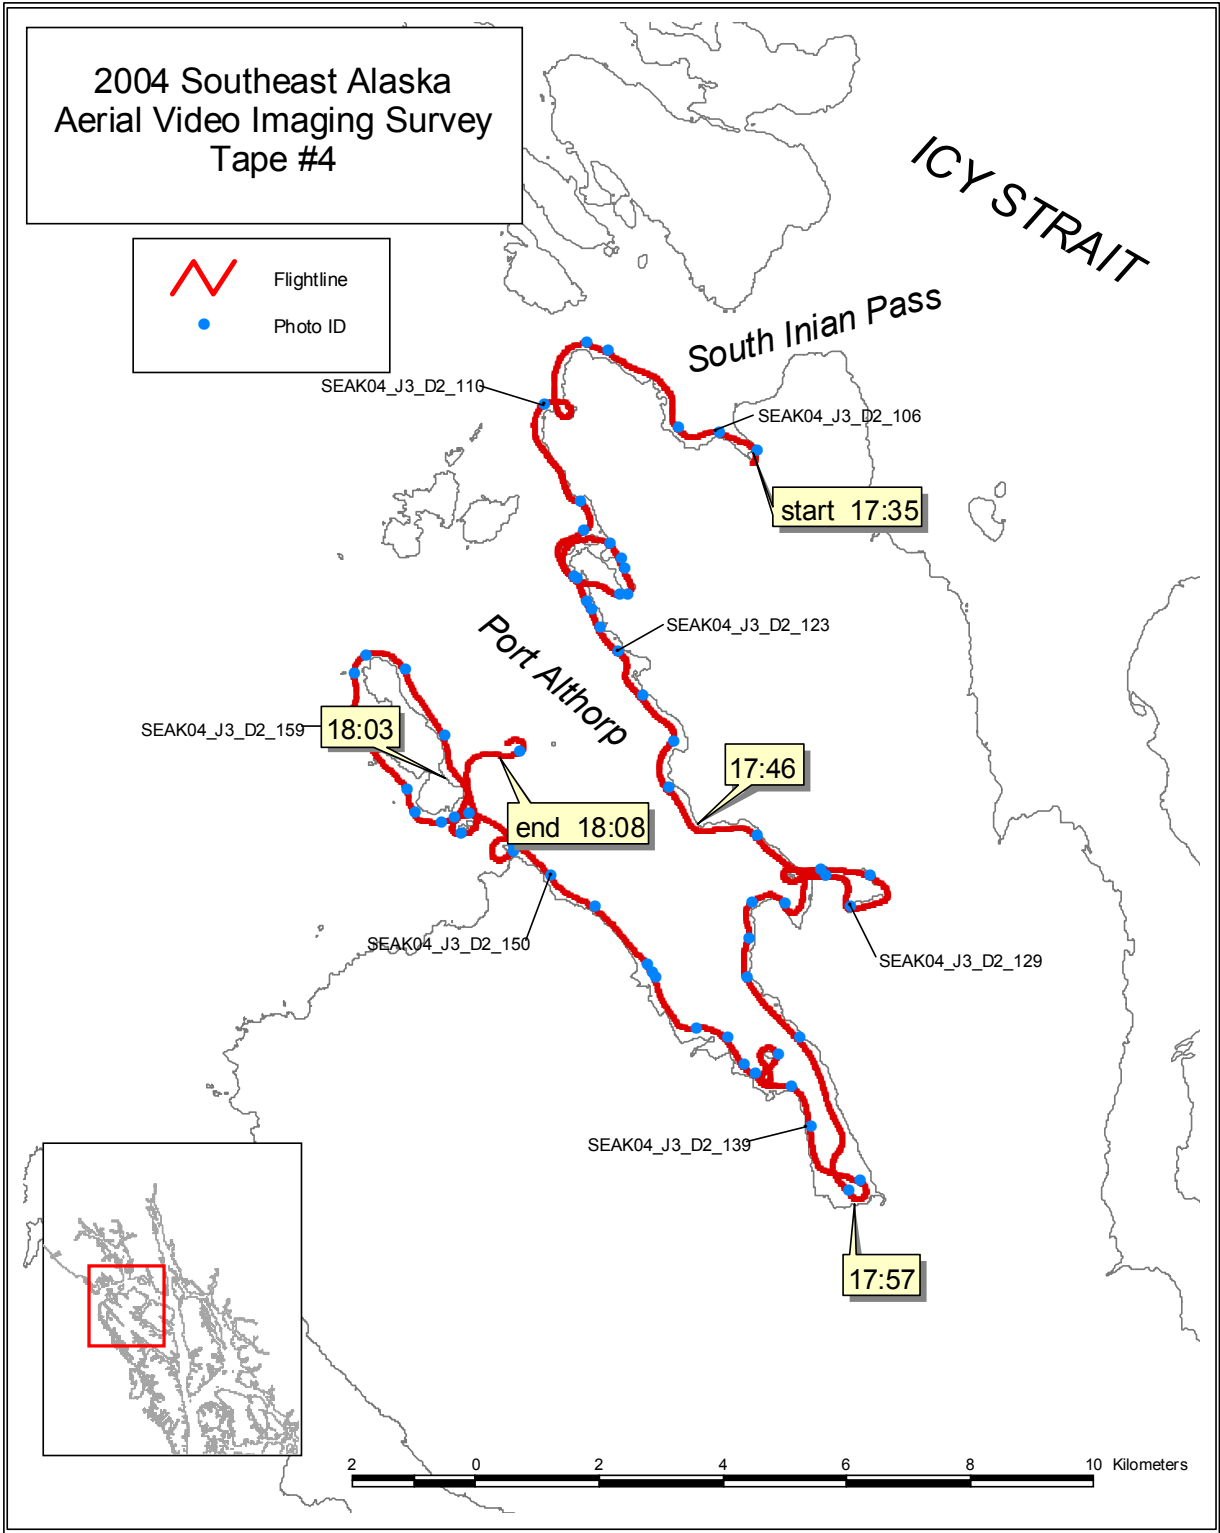 2004 Southeast Alaska
Aerial Video Imaging Survey
Tape #4
Flightline
Photo ID
ICY STRAIT
South Inian Pass
SEAK04_J3_D2_110
SEAK04_J3_D2_106
start 17:35
SEAK04_J3_D2_123
Port Althorp
SEAK04_J3_D2_159
18:03
17:46
end 18:08
SEAK04_J3_D2_150
SEAK04_J3_D2_129
SEAK04_J3_D2_139
17:57
2 0 2 4 6 8 10 Kilometers